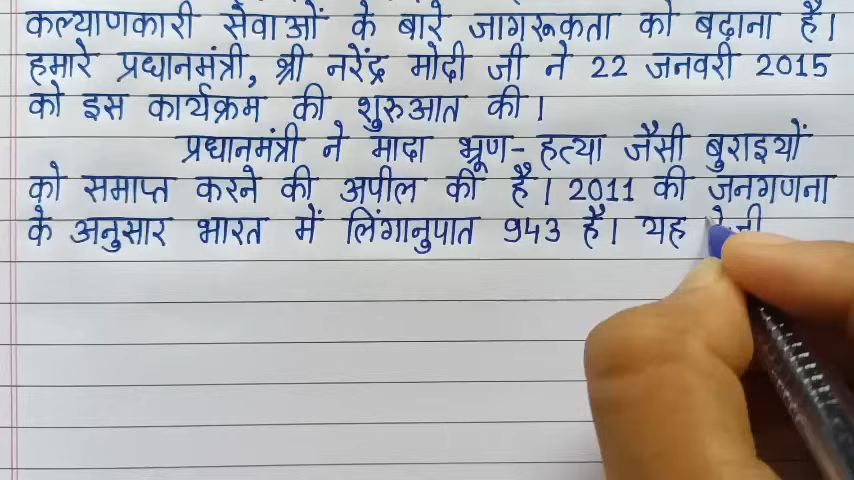 कल्याणकारी सेवाओं के बारे जागरूकता को बढ़ाना है।
हमारे प्रधानमंत्री, श्री नरेंद्र मोदी जी ने 22 जनवरी 2015
को इस कार्यक्रम की शुरुआत की।
प्रधानमंत्री ने मादा भ्रूण-हत्या जैसी बुराइयों
को समाप्त करने की अपील की है। 2011 की जनगणना
के अनुसार भारत में लिंगानुपात 943 है। यह